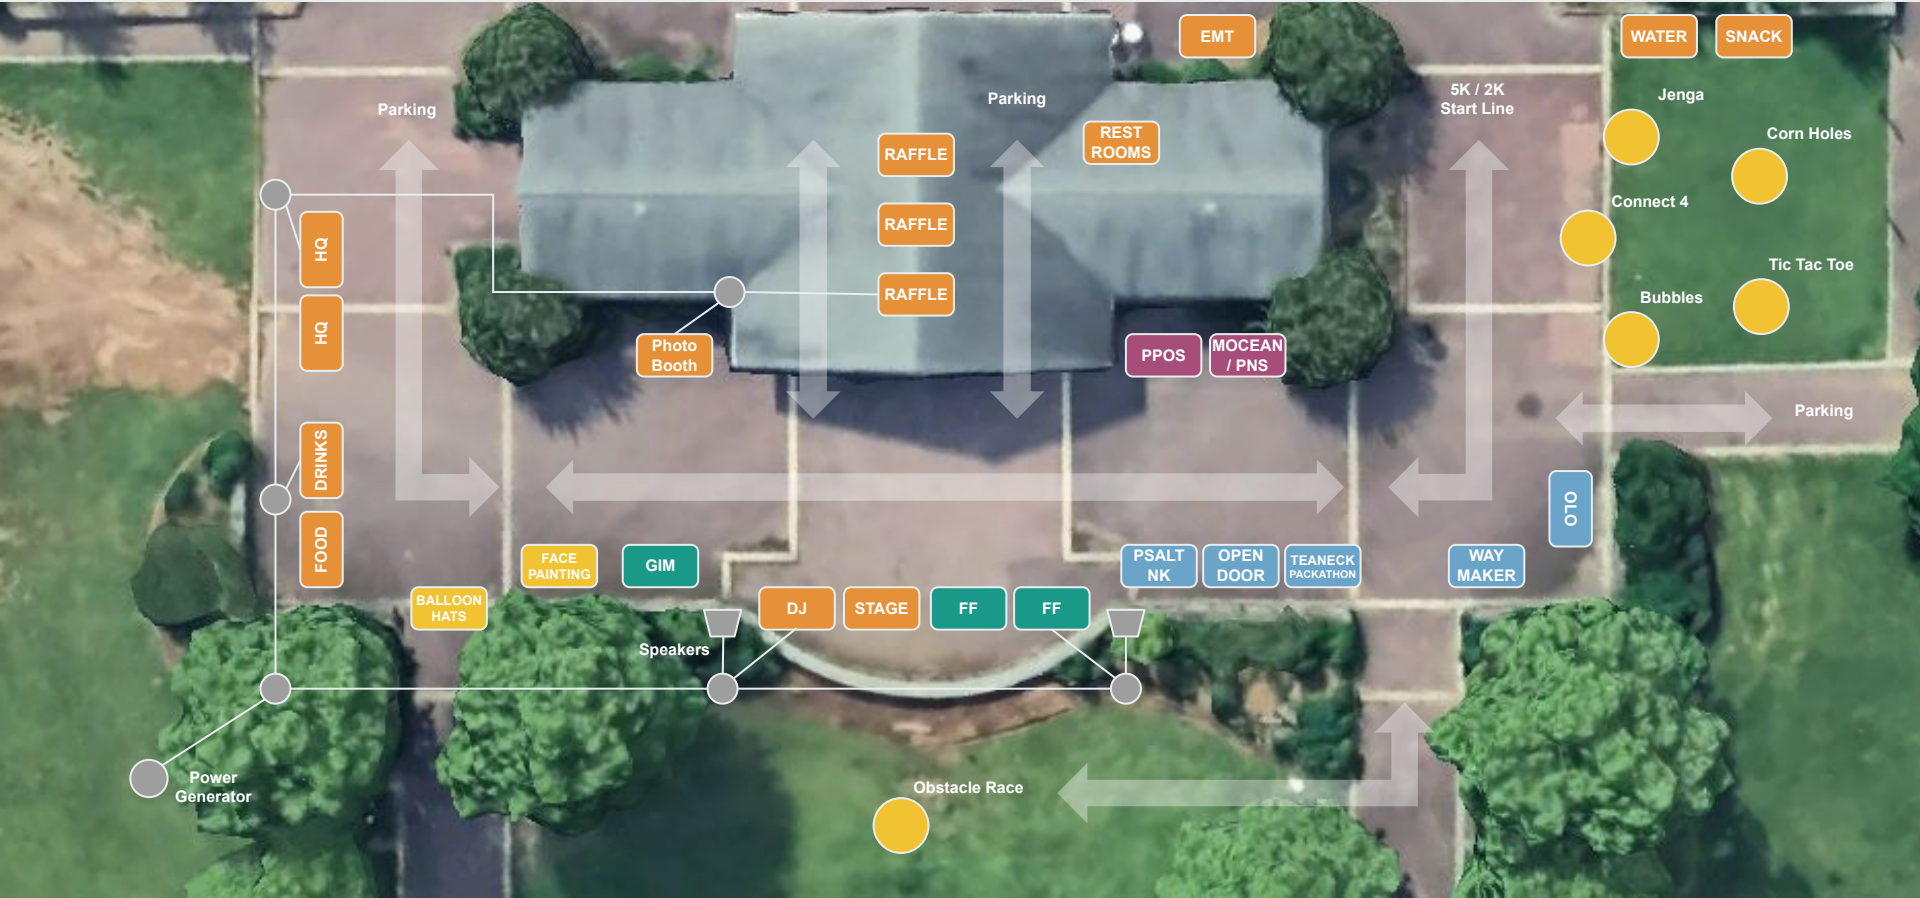 EMT
WATER
SNACK
Parking
Parking
5K / 2K
Start Line
Jenga
Corn Holes
REST
ROOMS
RAFFLE
RAFFLE
RAFFLE
Connect 4
HQ
HQ
Tic Tac Toe
Bubbles
Photo
Booth
PPOS
MOCEAN
/ PNS
Parking
DRINKS
FOOD
OLO
FACE
PAINTING
GIM
PSALT
NK
OPEN
DOOR
TEANECK
PACKATHON
WAY
MAKER
BALLOON
HATS
DJ
STAGE
FF
FF
Speakers
Power
Generator
Obstacle Race